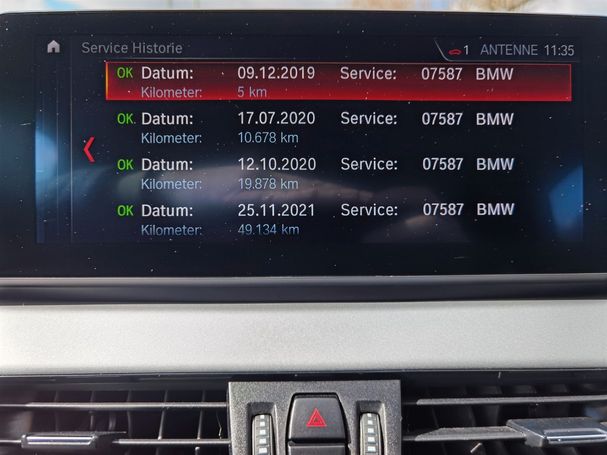 Service Historie 1 ANTENNE 11:35
OK Datum: 09.12.2019 Service: 07587 BMW
Kilometer: 5 km
OK Datum: 17.07.2020 Service: 07587 BMW
Kilometer: 10.678 km
OK Datum: 12.10.2020 Service: 07587 BMW
Kilometer: 19.878 km
OK Datum: 25.11.2021 Service: 07587 BMW
Kilometer: 49.134 km